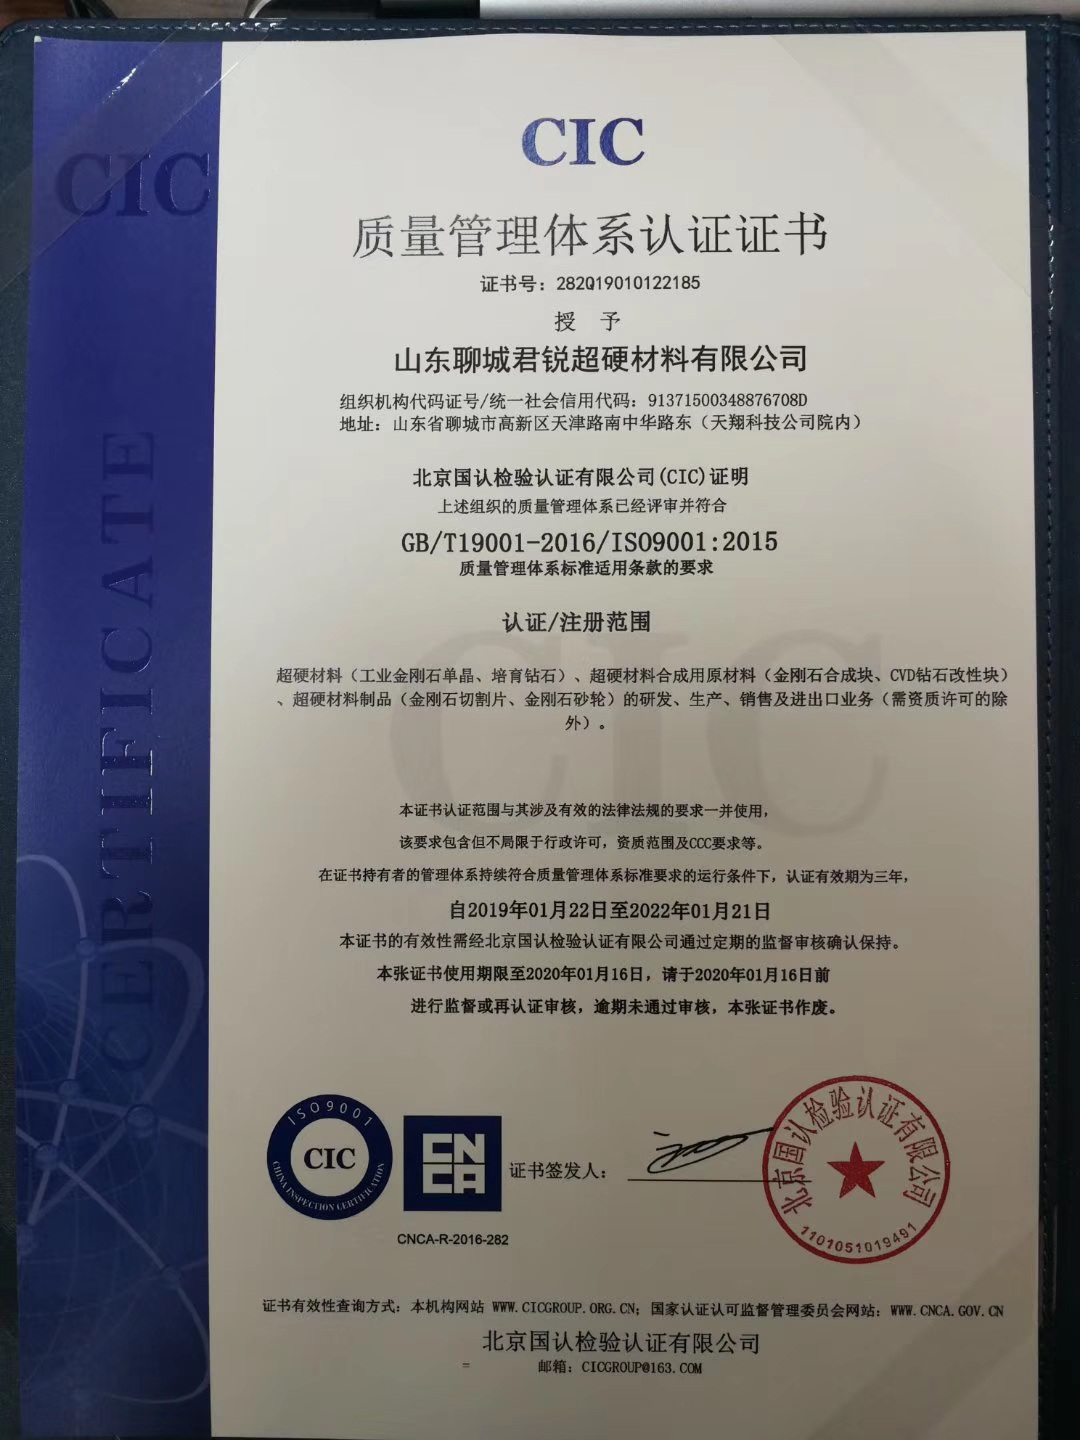 CIC
CIC
CERTIFICATE
质量管理体系认证证书
证书号：282Q19010122185
授 予
山东聊城君锐超硬材料有限公司
组织机构代码证号/统一社会信用代码：91371500348876708D
地址：山东省聊城市高新区天津路南中华路东（天翔科技公司院内）
北京国认检验认证有限公司(CIC)证明
上述组织的质量管理体系已经评审并符合
GB/T19001-2016/ISO9001:2015
质量管理体系标准适用条款的要求
认证/注册范围
CIC
超硬材料（工业金刚石单晶、培育钻石）、超硬材料合成用原材料（金刚石合成块、CVD钻石改性块）
、超硬材料制品（金刚石切割片、金刚石砂轮）的研发、生产、销售及进出口业务（需资质许可的除
外）。
本证书认证范围与其涉及有效的法律法规的要求一并使用，
该要求包含但不局限于行政许可，资质范围及CCC要求等。
在证书持有者的管理体系持续符合质量管理体系标准要求的运行条件下，认证有效期为三年，
自2019年01月22日至2022年01月21日
本证书的有效性需经北京国认检验认证有限公司通过定期的监督审核确认保持。
本张证书使用期限至2020年01月16日，请于2020年01月16日前
进行监督或再认证审核，逾期未通过审核，本张证书作废。
ISO9001
CIC
CHINA INSPECTION CERTIFICATION
CNCA
CNCA-R-2016-282
证书签发人：
北京国认检验认证有限公司
1101051019491
证书有效性查询方式：本机构网站 WWW.CICGROUP.ORG.CN；国家认证认可监督管理委员会网站：WWW.CNCA.GOV.CN
北京国认检验认证有限公司
= 邮箱：CICGROUP@163.COM